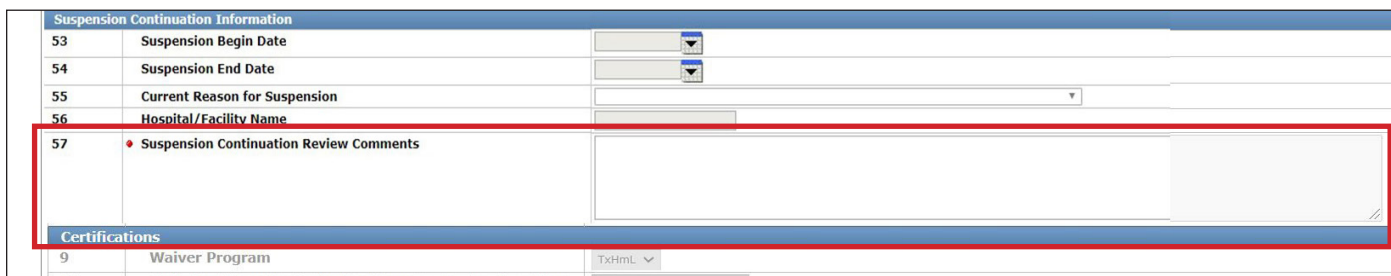 Suspension Continuation Information
53 Suspension Begin Date
54 Suspension End Date
55 Current Reason for Suspension
56 Hospital/Facility Name
57 Suspension Continuation Review Comments
Certifications
9 Waiver Program TxHmL